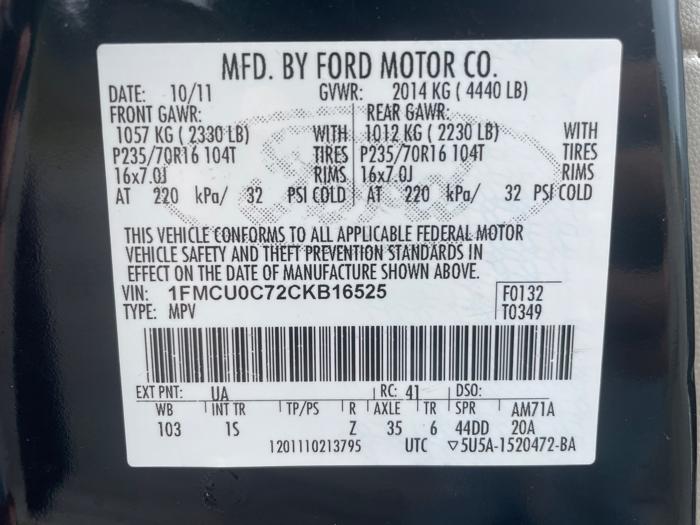 MFD. BY FORD MOTOR CO.
DATE: 10/11 GVWR: 2014 KG ( 4440 LB)
FRONT GAWR: REAR GAWR:
1057 KG ( 2330 LB) WITH 1012 KG ( 2230 LB) WITH
P235/70R16 104T TIRES P235/70R16 104T TIRES
16x7.0J RIMS 16x7.0J RIMS
AT 220 kPa/ 32 PSI COLD AT 220 kPa/ 32 PSI COLD
THIS VEHICLE CONFORMS TO ALL APPLICABLE FEDERAL MOTOR
VEHICLE SAFETY AND THEFT PREVENTION STANDARDS IN
EFFECT ON THE DATE OF MANUFACTURE SHOWN ABOVE.
VIN: 1FMCU0C72CKB16525 F0132
TYPE: MPV T0349
EXT PNT: UA RC: 41 DSO:
WB INT TR TP/PS R AXLE TR SPR AM71A
103 1S Z 35 6 44DD 20A
1201110213795 UTC ▽5U5A-1520472-BA